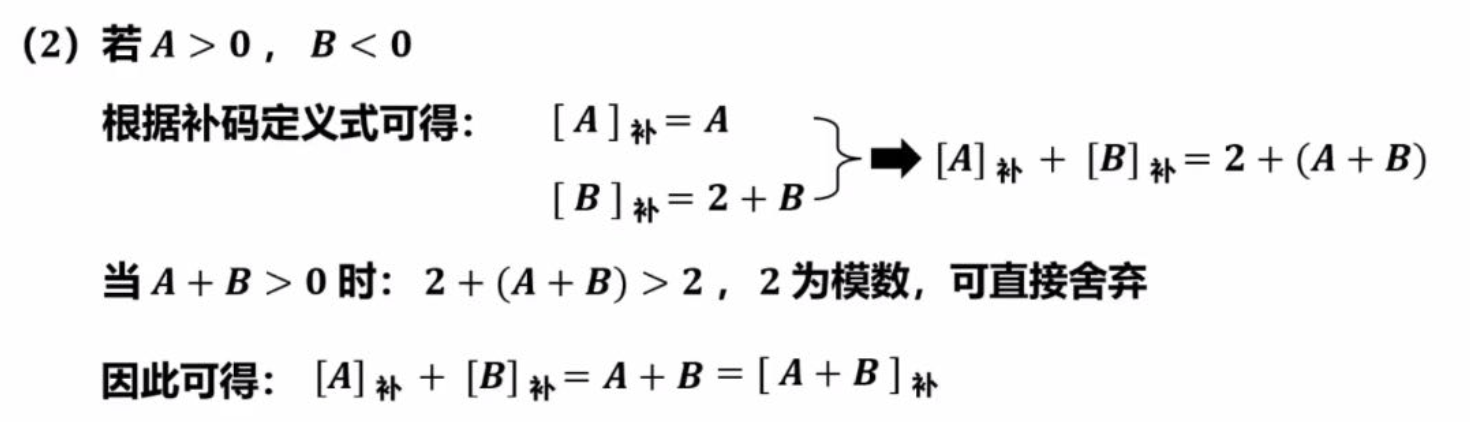 (2) 若 A > 0， B < 0
根据补码定义式可得： [ A ]补 = A
[ B ]补 = 2 + B
[A]补 + [B]补 = 2 + (A + B)
当 A + B > 0 时： 2 + (A + B) > 2， 2 为模数，可直接舍弃
因此可得： [A]补 + [B]补 = A + B = [ A + B ]补